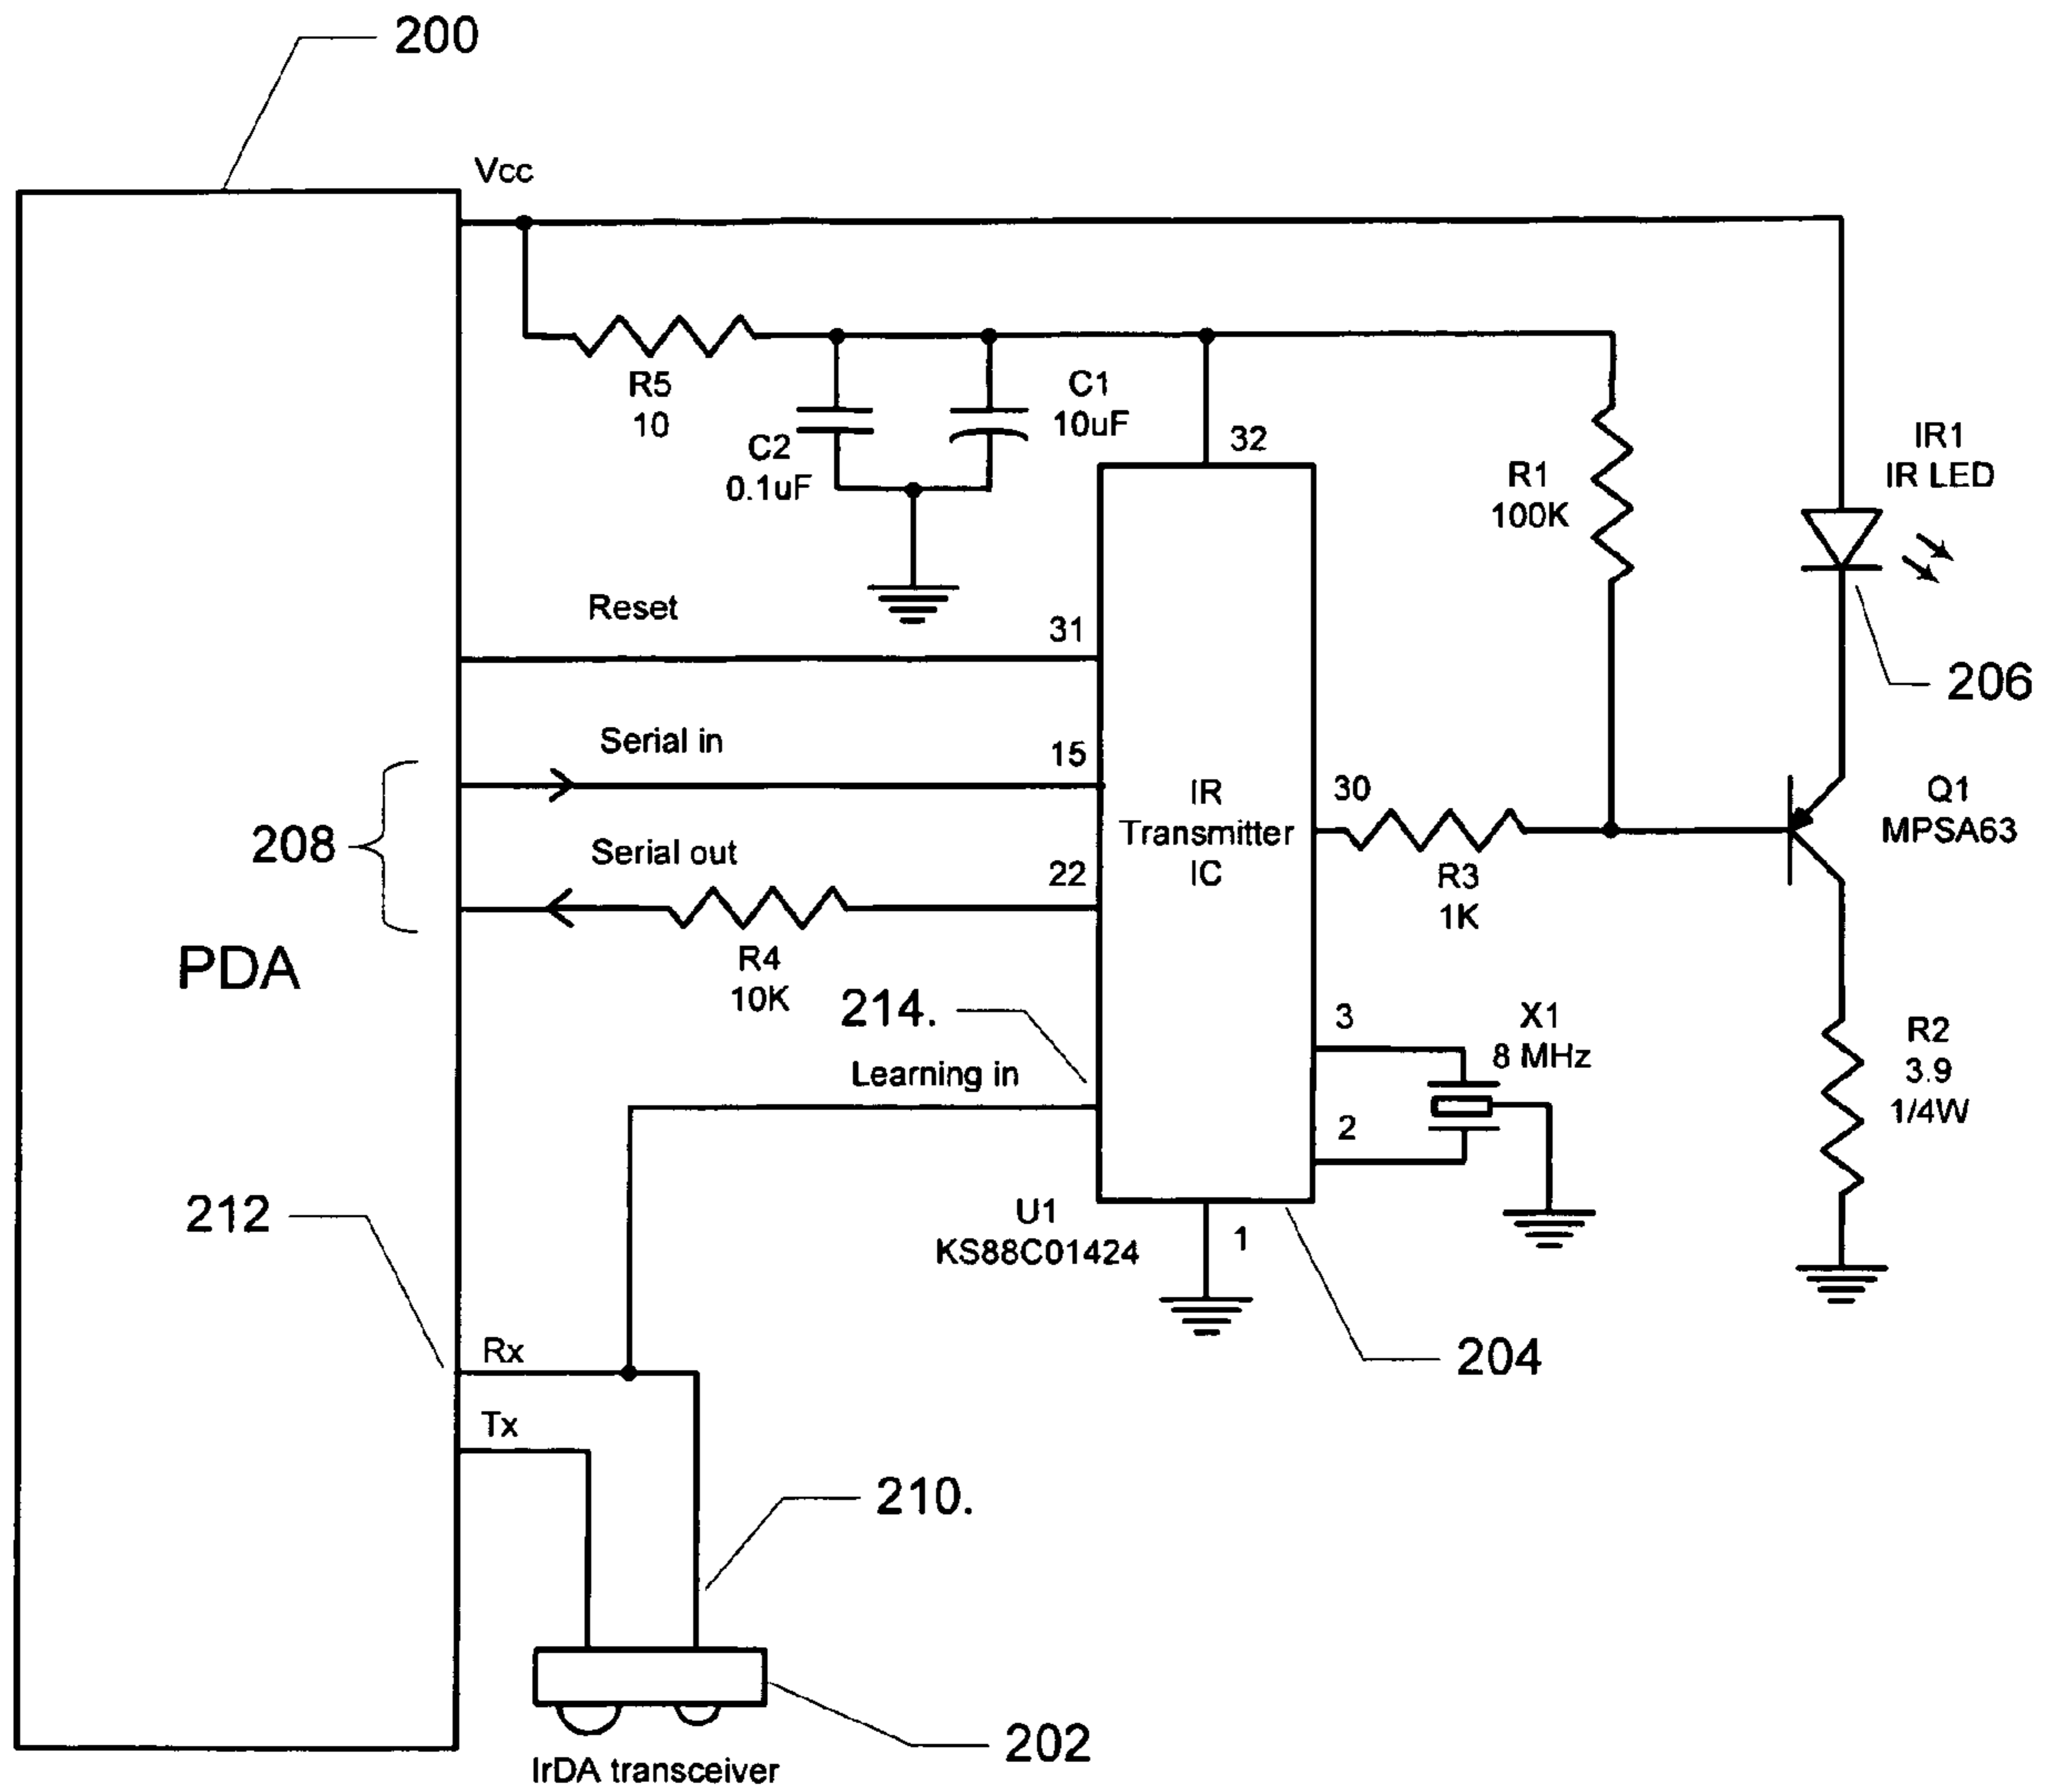 200
Vcc
R5
10
C2
0.1uF
C1
10uF
32
R1
100K
IR1
IR LED
206
Reset
31
Serial in
15
208
Serial out
22
R4
10K
IR
Transmitter
IC
30
R3
1K
Q1
MPSA63
PDA
214.
Learning in
3
X1
8 MHz
2
R2
3.9
1/4W
212
U1
KS88C01424
1
204
Rx
Tx
210.
202
IrDA transceiver